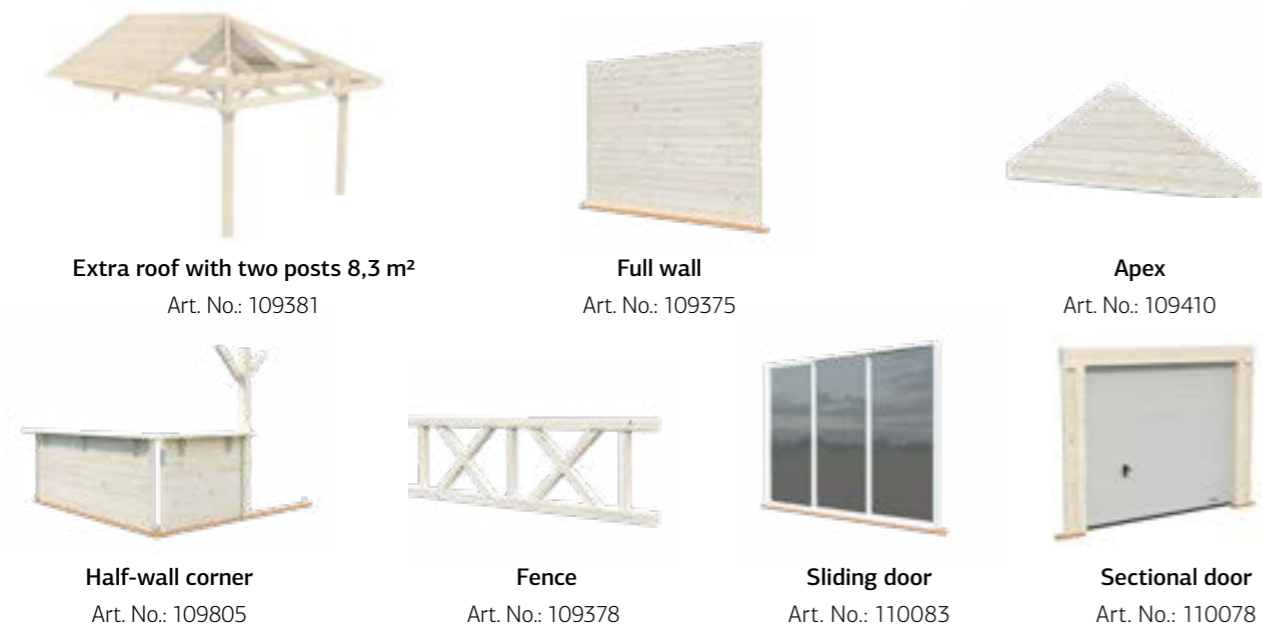 Extra roof with two posts 8,3 m²
Art. No.: 109381
Full wall
Art. No.: 109375
Apex
Art. No.: 109410
Half-wall corner
Art. No.: 109805
Fence
Art. No.: 109378
Sliding door
Art. No.: 110083
Sectional door
Art. No.: 110078